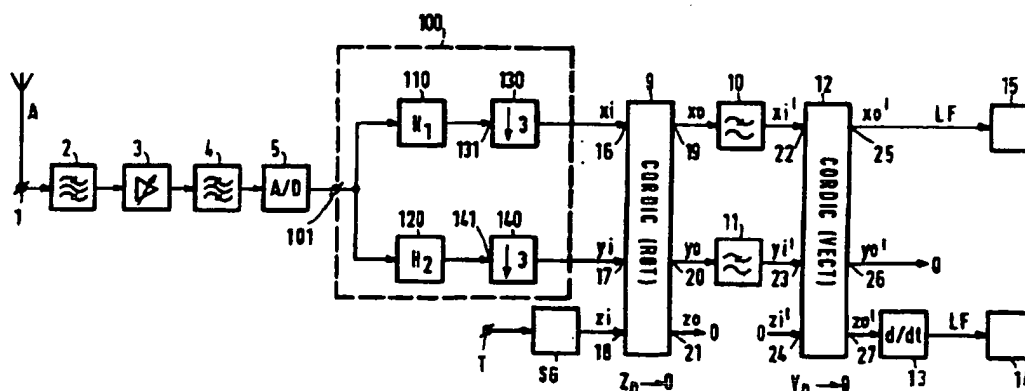 100
A
1
2
3
4
5
A/D
101
110
H₁
131
130
↓3
120
H₂
141
140
↓3
xi
16
yi
17
T
SG
zi
18
9
CORDIC (ROT)
xo
19
yo
20
zo
0
21
Zₙ→0
10
xi'
22
11
yi'
23
0
zi'
24
12
CORDIC (VECT)
xo'
25
LF
15
yo'
26
0
zo'
27
d/dt
13
LF
Yₙ→0